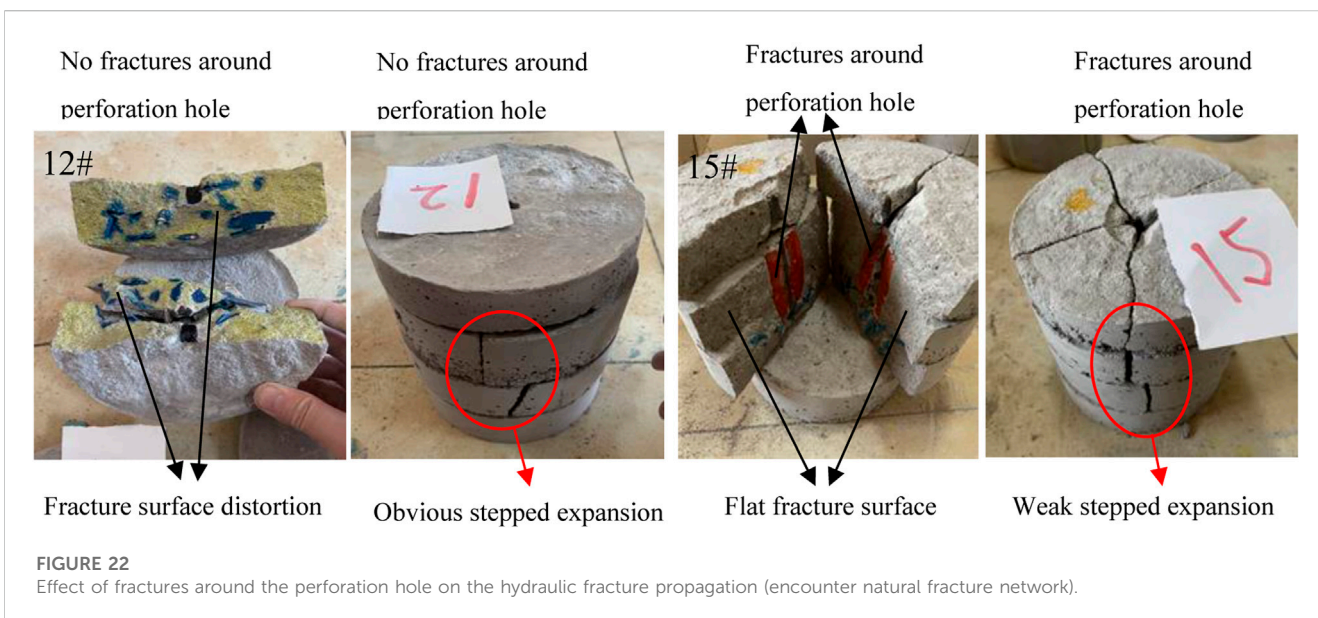 No fractures around
perforation hole
No fractures around
perforation hole
Fractures around
perforation hole
Fractures around
perforation hole
12#
12
15#
15
Fracture surface distortion
Obvious stepped expansion
Flat fracture surface
Weak stepped expansion
FIGURE 22
Effect of fractures around the perforation hole on the hydraulic fracture propagation (encounter natural fracture network).